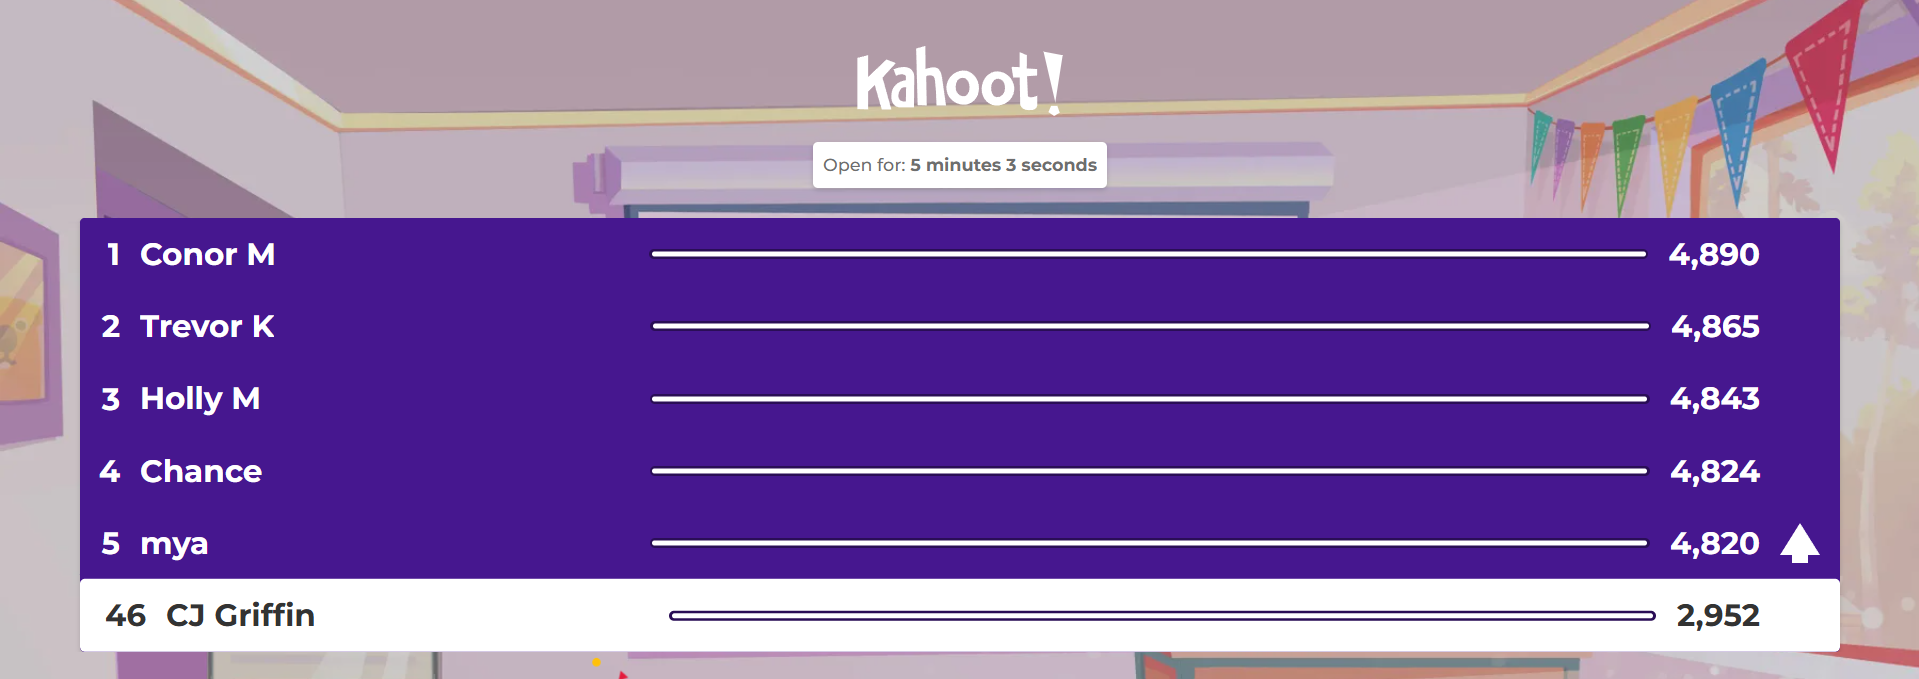 Kahoot!
Open for: 5 minutes 3 seconds
1 Conor M 4,890
2 Trevor K 4,865
3 Holly M 4,843
4 Chance 4,824
5 mya 4,820
46 CJ Griffin 2,952